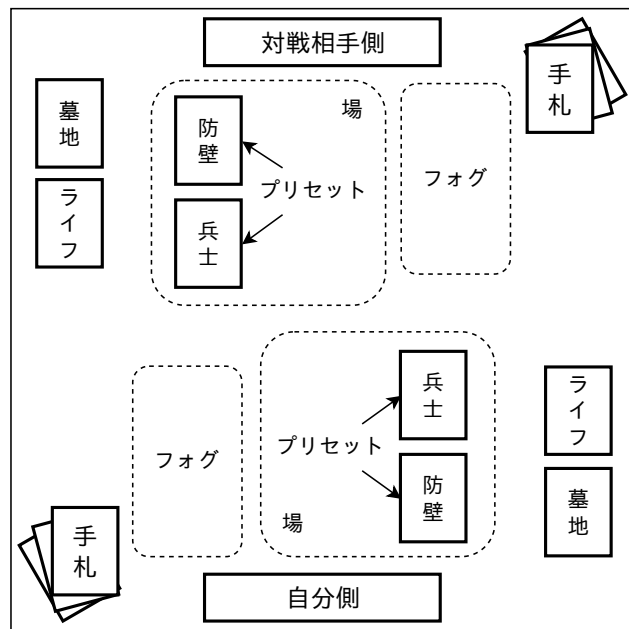 対戦相手側
手札
墓地
防壁
場
プリセット
フォグ
ライフ
兵士
兵士
ライフ
フォグ
プリセット
防壁
場
墓地
手札
自分側